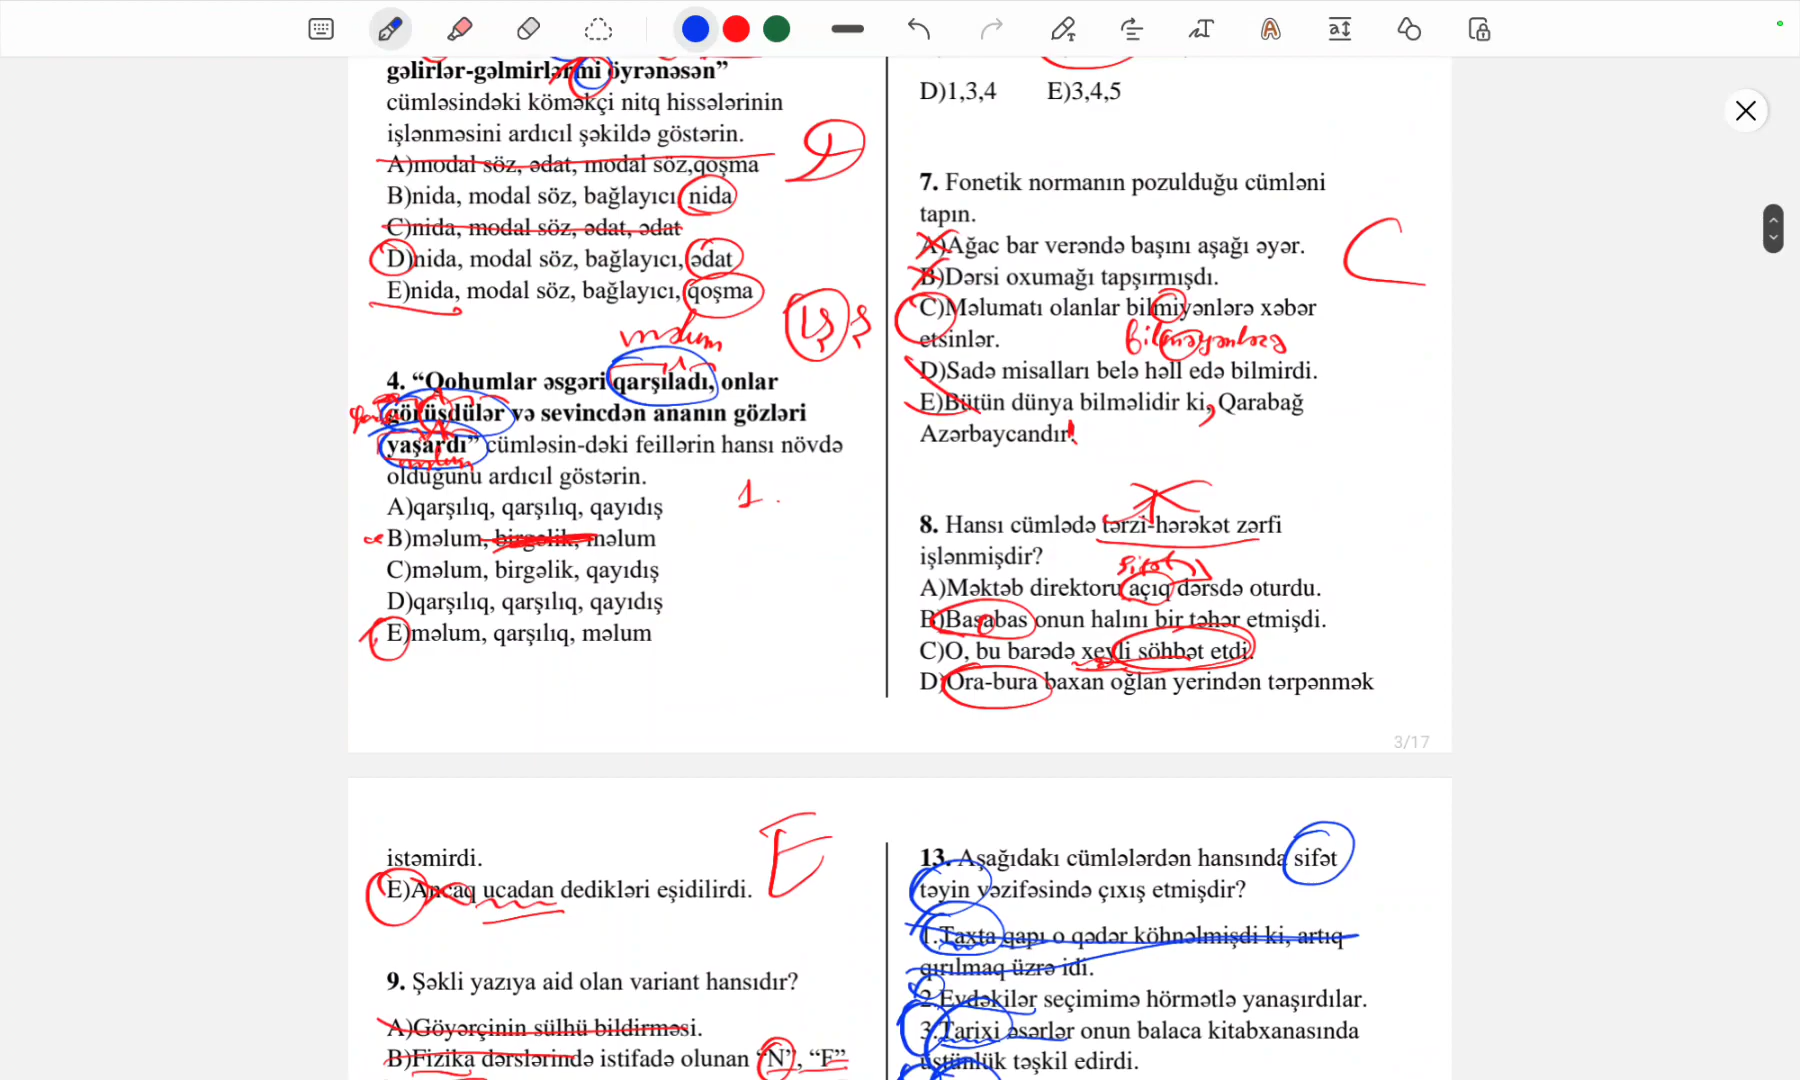 gəlirlər-gəlmirlərmi öyrənəsən”
cümləsindəki köməkçi nitq hissələrinin
işlənməsini ardıcıl şəkildə göstərin.
A)modal söz, ədat, modal söz,qoşma
B)nida, modal söz, bağlayıcı, nida
C)nida, modal söz, ədat, ədat
D)nida, modal söz, bağlayıcı, ədat
E)nida, modal söz, bağlayıcı, qoşma
D
məlum
ış
ş
4. “Qohumlar əsgəri qarşıladı, onlar
görüşdülər və sevincdən ananın gözləri
yaşardı” cümləsin-dəki feillərin hansı növdə
məlum
olduğunu ardıcıl göstərin.
A)qarşılıq, qarşılıq, qayıdış
1.
B)məlum, birgəlik, məlum
C)məlum, birgəlik, qayıdış
D)qarşılıq, qarşılıq, qayıdış
E)məlum, qarşılıq, məlum
D)1,3,4 E)3,4,5
7. Fonetik normanın pozulduğu cümləni
tapın.
A)Ağac bar verəndə başını aşağı əyər.
B)Dərsi oxumağı tapşırmışdı.
C)Məlumatı olanlar bilmiyənlərə xəbər
etsinlər.
bilməyənlərə
C
D)Sadə misalları belə həll edə bilmirdi.
E)Bütün dünya bilməlidir ki, Qarabağ
Azərbaycandır!
8. Hansı cümlədə tərzi-hərəkət zərfi
işlənmişdir?
sifət
A)Məktəb direktoru açıq dərsdə oturdu.
B)Basabas onun halını bir təhər etmişdi.
C)O, bu barədə xeyli söhbət etdi.
D)Ora-bura baxan oğlan yerindən tərpənmək
3/17
istəmirdi.
E)Ancaq ucadan dedikləri eşidilirdi.
E
9. Şəkli yazıya aid olan variant hansıdır?
A)Göyərçinin sülhü bildirməsi.
B)Fizika dərslərində istifadə olunan “N”, “F”
13. Aşağıdakı cümlələrdən hansında sifət
təyin vəzifəsində çıxış etmişdir?
1.Taxta qapı o qədər köhnəlmişdi ki, artıq
qırılmaq üzrə idi.
2.Evdəkilər seçimimə hörmətlə yanaşırdılar.
3.Tarixi əsərlər onun balaca kitabxanasında
üstünlük təşkil edirdi.